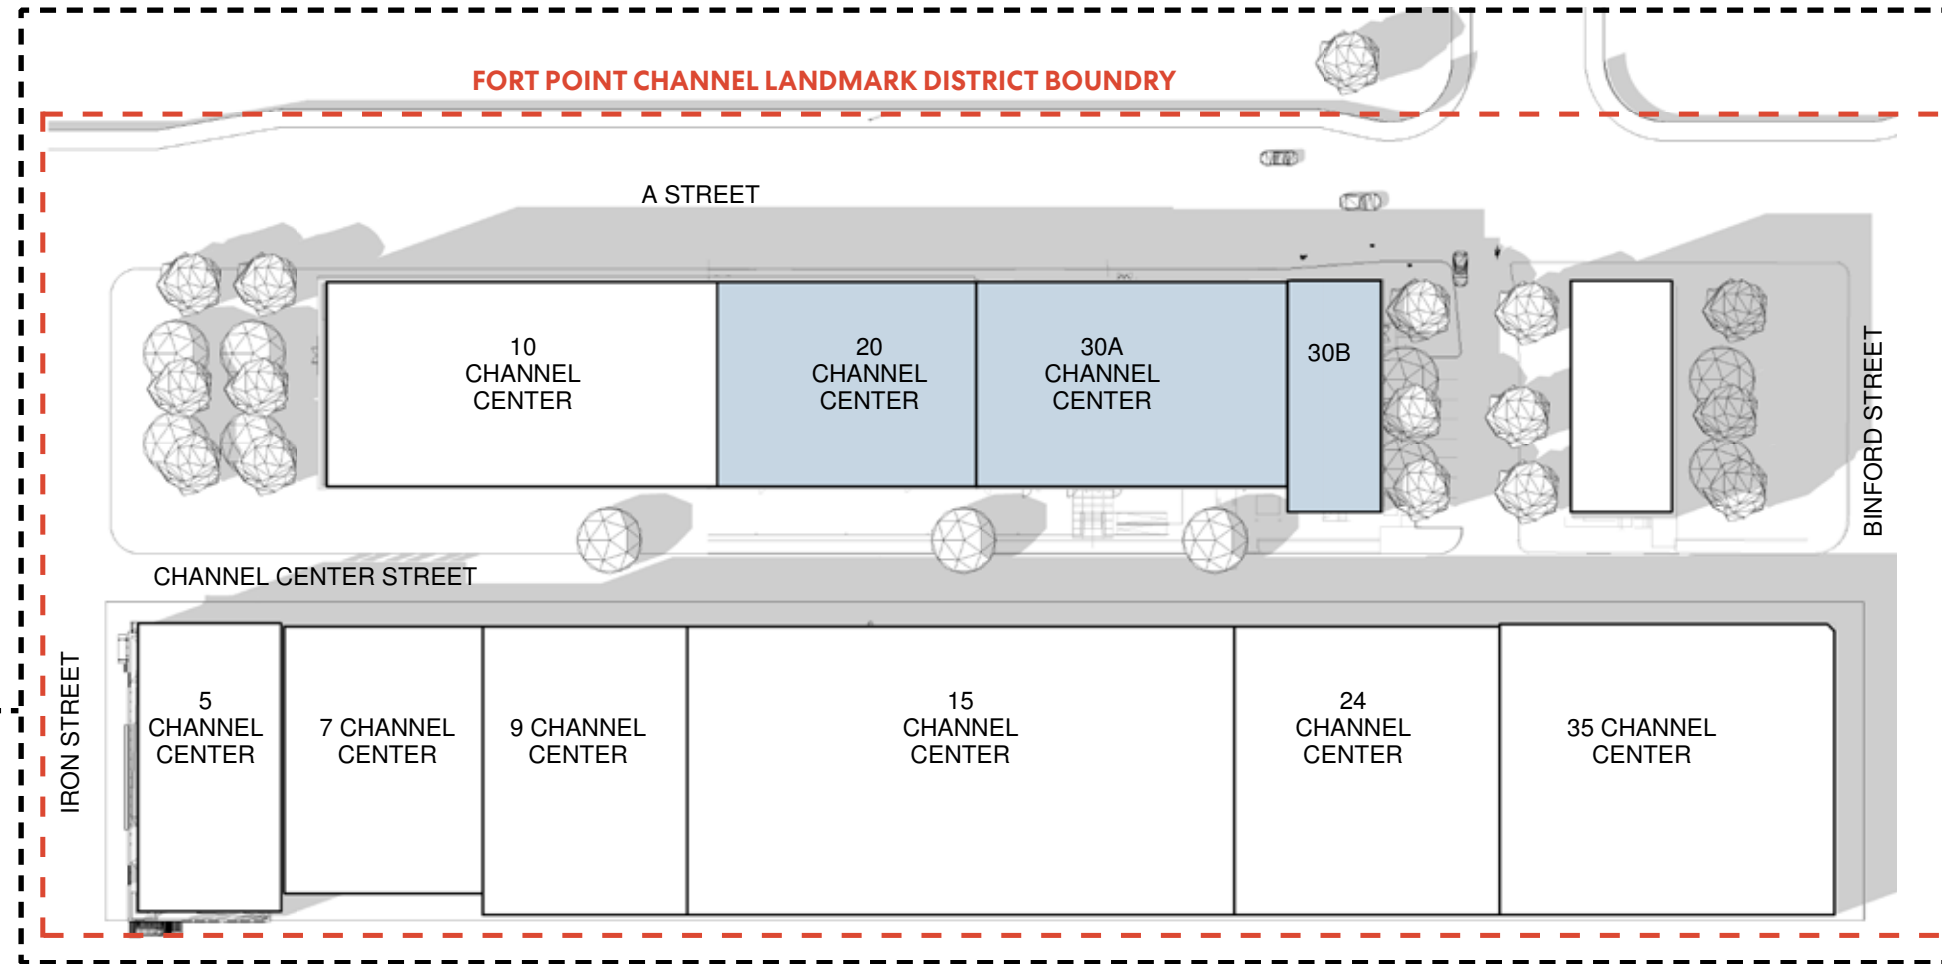 FORT POINT CHANNEL LANDMARK DISTRICT BOUNDRY
A STREET
10
CHANNEL
CENTER
20
CHANNEL
CENTER
30A
CHANNEL
CENTER
30B
BINFORD STREET
CHANNEL CENTER STREET
IRON STREET
5
CHANNEL
CENTER
7 CHANNEL
CENTER
9 CHANNEL
CENTER
15
CHANNEL
CENTER
24
CHANNEL
CENTER
35 CHANNEL
CENTER